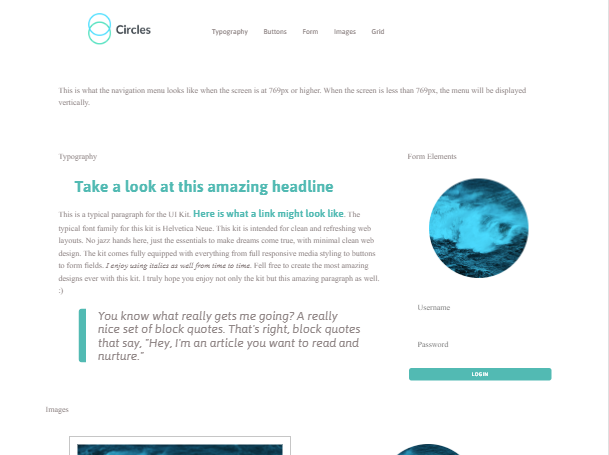 Circles
Typography Buttons Form Images Grid
This is what the navigation menu looks like when the screen is at 769px or higher. When the screen is less than 769px, the menu will be displayed
vertically.
Typography
Form Elements
Take a look at this amazing headline
This is a typical paragraph for the UI Kit. Here is what a link might look like. The
typical font family for this kit is Helvetica Neue. This kit is intended for clean and refreshing web
layouts. No jazz hands here, just the essentials to make dreams come true, with minimal clean web
design. The kit comes fully equipped with everything from full responsive media styling to buttons
to form fields. I enjoy using italics as well from time to time. Fell free to create the most amazing
designs ever with this kit. I truly hope you enjoy not only the kit but this amazing paragraph as well.
:)
You know what really gets me going? A really
nice set of block quotes. That's right, block quotes
that say, "Hey, I'm an article you want to read and
nurture."
Username
Password
LOGIN
Images